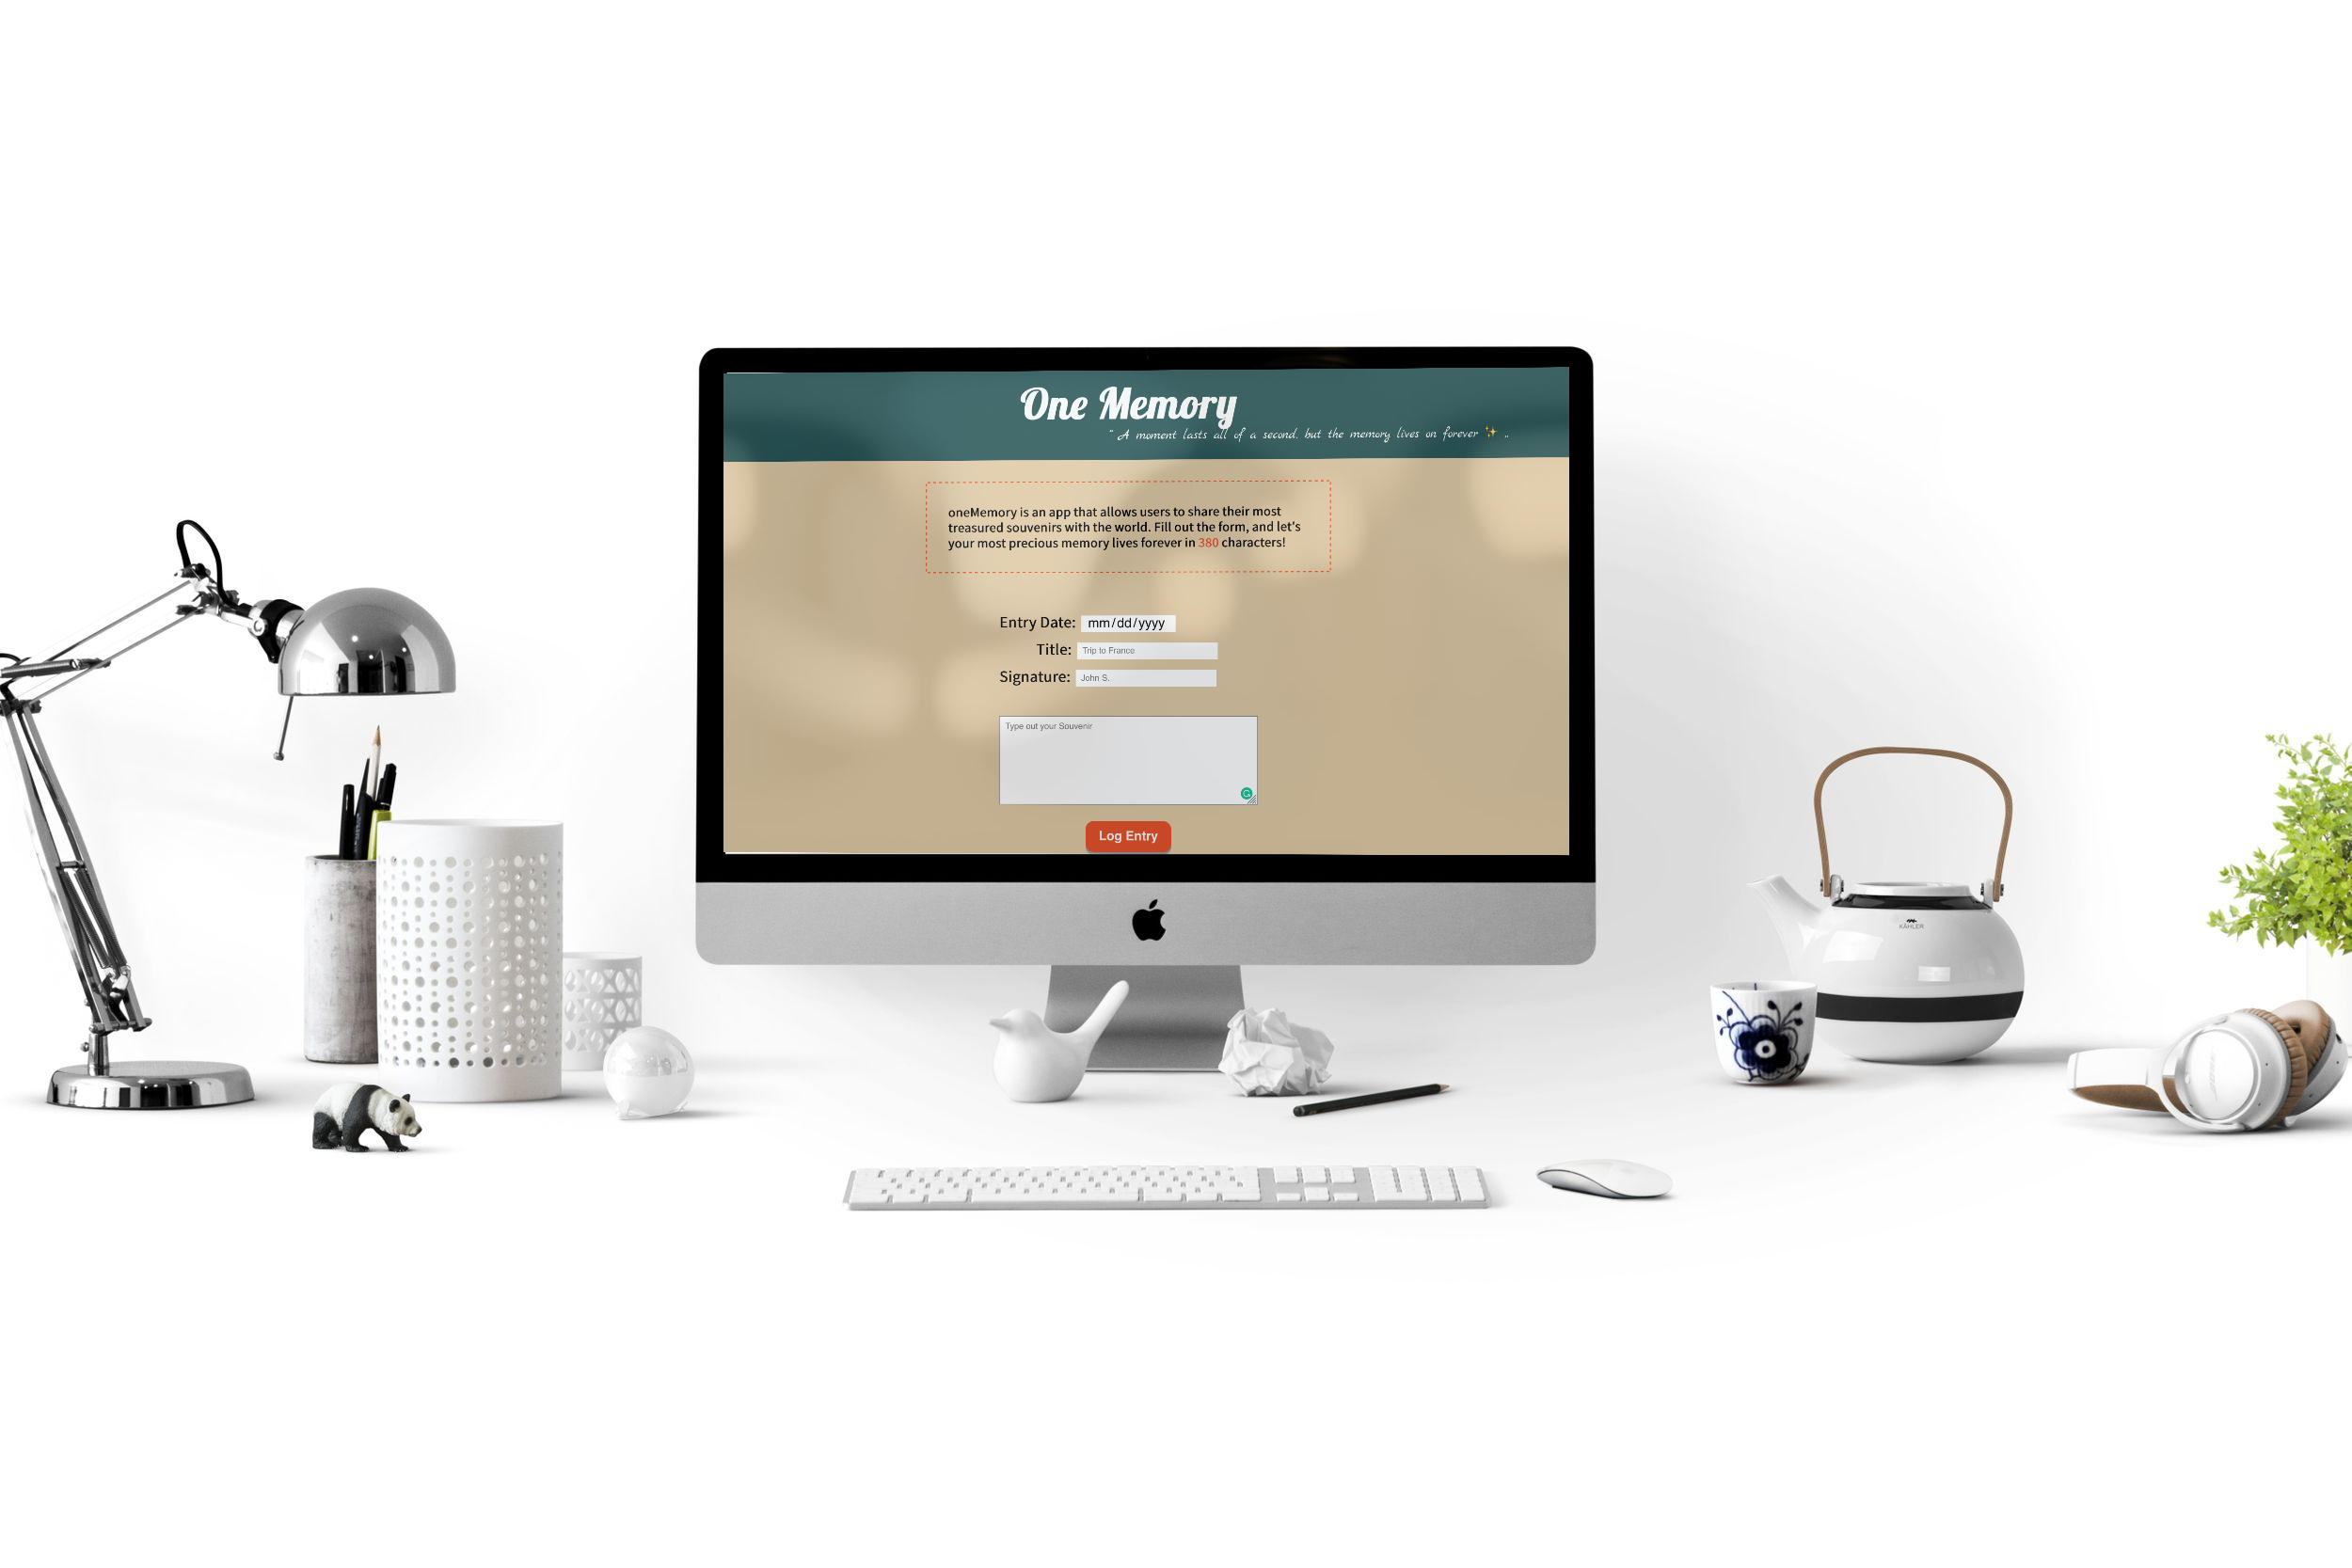 One Memory
" A moment lasts all of a second, but the memory lives on forever ✨ ..
oneMemory is an app that allows users to share their most
treasured souvenirs with the world. Fill out the form, and let's
your most precious memory lives forever in 380 characters!
Entry Date: mm/dd/yyyy
Title: Trip to France
Signature: John S.
Type out your Souvenir
Log Entry
KÄHLER